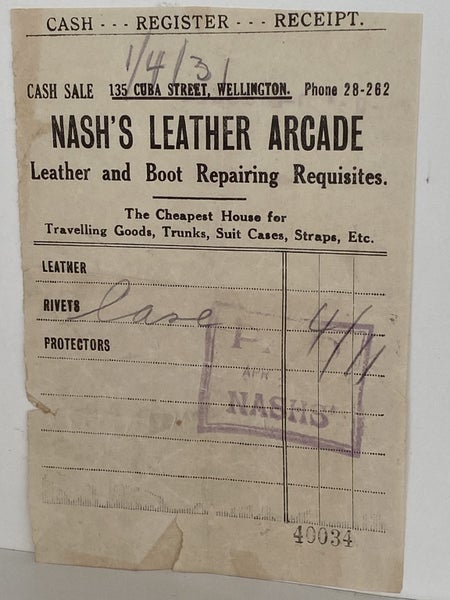 CASH - - - REGISTER - - - RECEIPT.
1/4/31
CASH SALE 135 CUBA STREET, WELLINGTON. Phone 28-262
NASH'S LEATHER ARCADE
Leather and Boot Repairing Requisites.
The Cheapest House for
Travelling Goods, Trunks, Suit Cases, Straps, Etc.
LEATHER
RIVETS Case 4/11
PROTECTORS
APR
NASHS'
40034